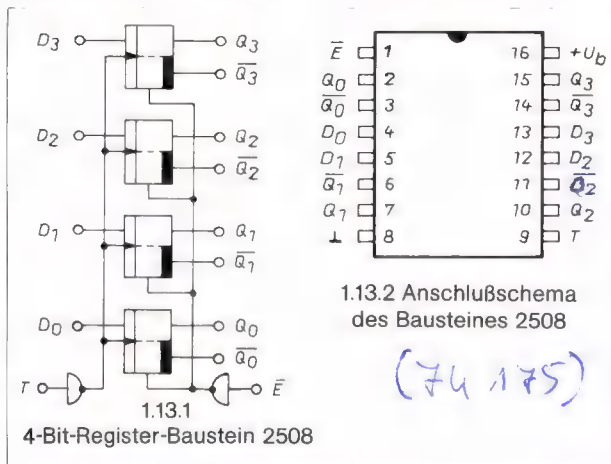 D3 Q3
Q̅3
D2 Q2
Q̅2
D1 Q1
Q̅1
D0 Q0
Q̅0
T E̅
1.13.1
4-Bit-Register-Baustein 2508
E̅ 1 16 +Ub
Q0 2 15 Q3
Q̅0 3 14 Q̅3
D0 4 13 D3
D1 5 12 D2
Q̅1 6 11 Q̅2
Q1 7 10 Q2
⊥ 8 9 T
1.13.2 Anschlußschema
des Bausteines 2508
(74 175)